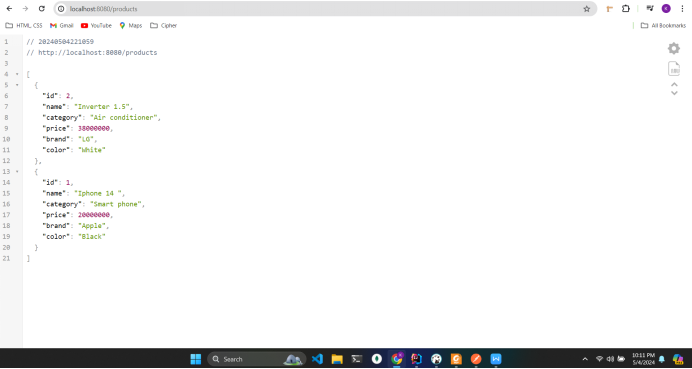 localhost:8080/products
HTML, CSS
Gmail
YouTube
Maps
Cipher
All Bookmarks
1 // 20240504221059
2 // http://localhost:8080/products
3
4 [
5 {
6 "id": 2,
7 "name": "Inverter 1.5",
8 "category": "Air conditioner",
9 "price": 38000000,
10 "brand": "LG",
11 "color": "White"
12 },
13 {
14 "id": 1,
15 "name": "Iphone 14 ",
16 "category": "Smart phone",
17 "price": 20000000,
18 "brand": "Apple",
19 "color": "Black"
20 }
21 ]
Search
10:11 PM
5/4/2024